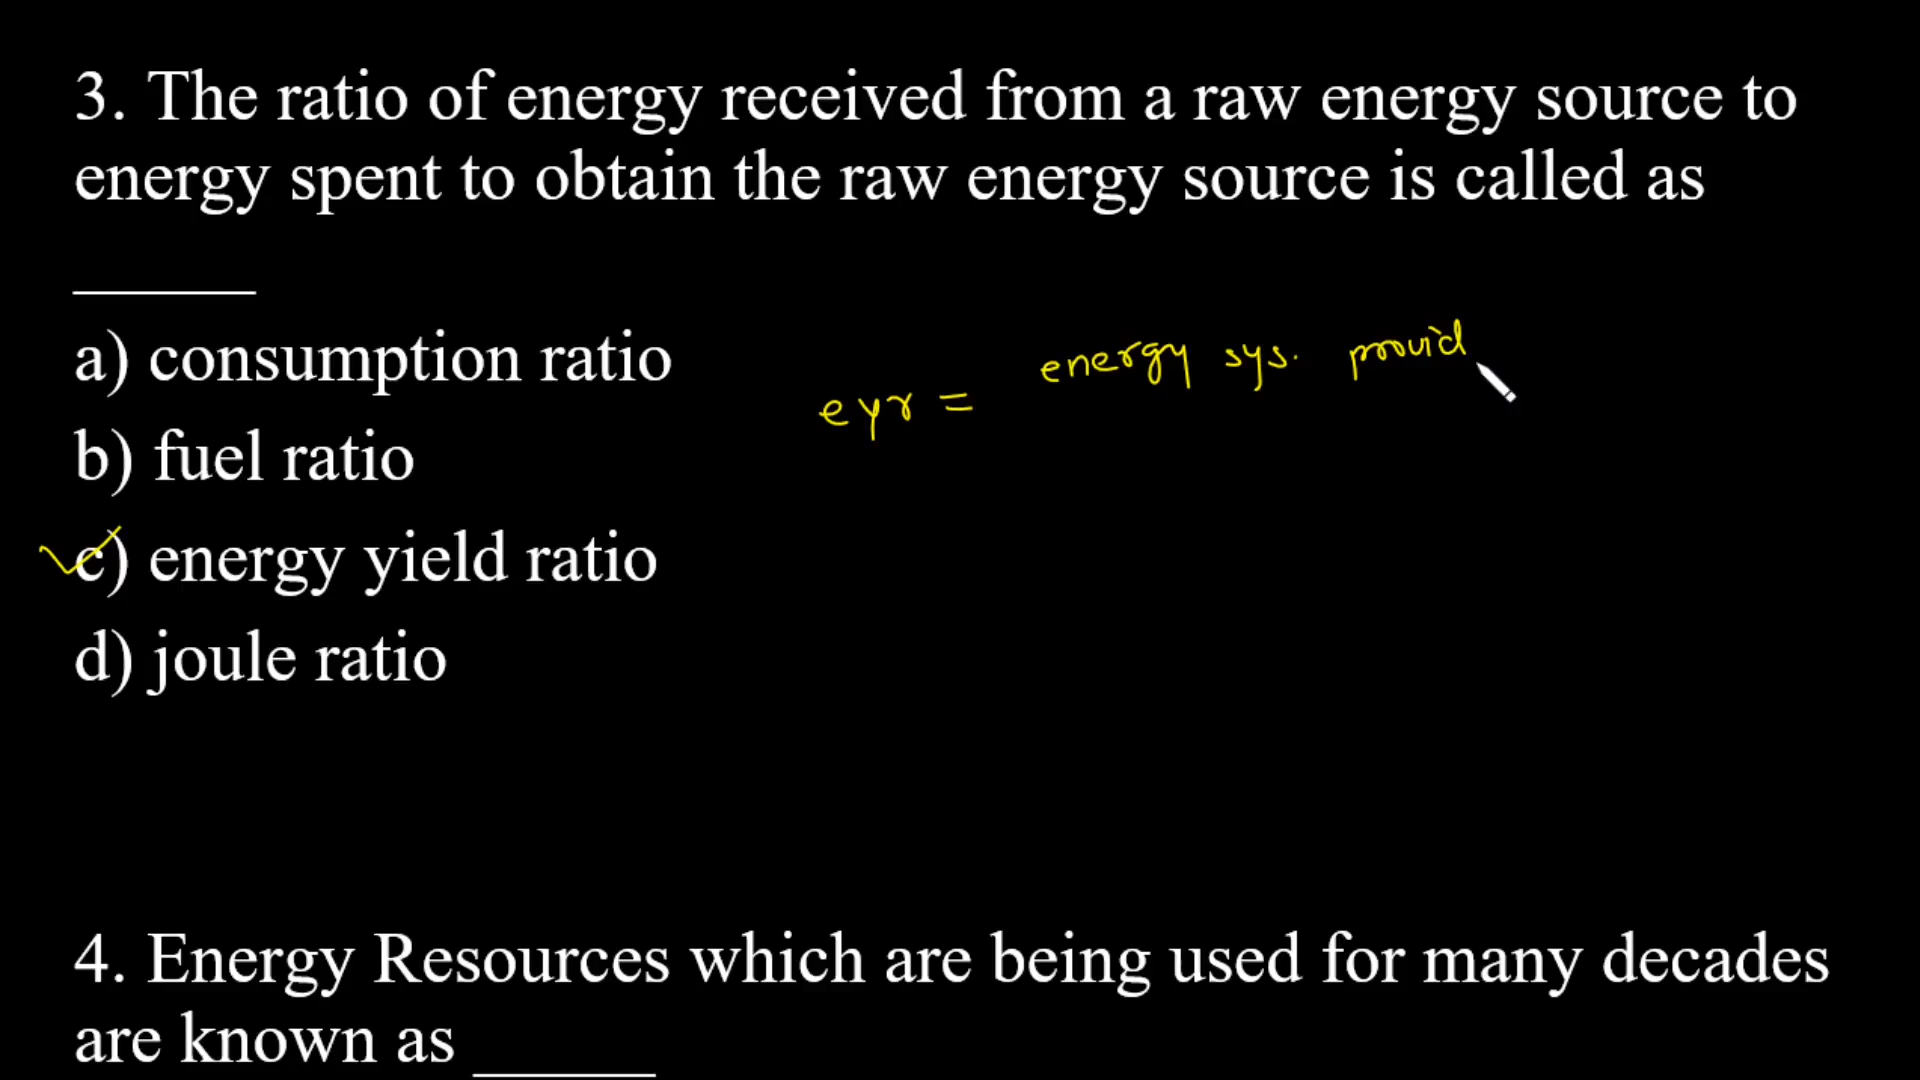 3. The ratio of energy received from a raw energy source to
energy spent to obtain the raw energy source is called as
______
a) consumption ratio
energy sys. provid
eyr =
b) fuel ratio
c) energy yield ratio
d) joule ratio
4. Energy Resources which are being used for many decades
are known as ______